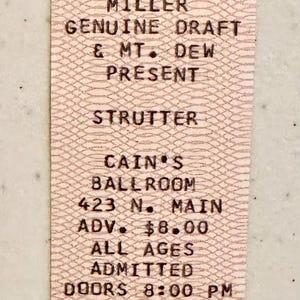 MILLER
GENUINE DRAFT
& MT. DEW
PRESENT
STRUTTER
CAIN'S
BALLROOM
423 N. MAIN
ADV. $8.00
ALL AGES
ADMITTED
DOORS 8:00 PM